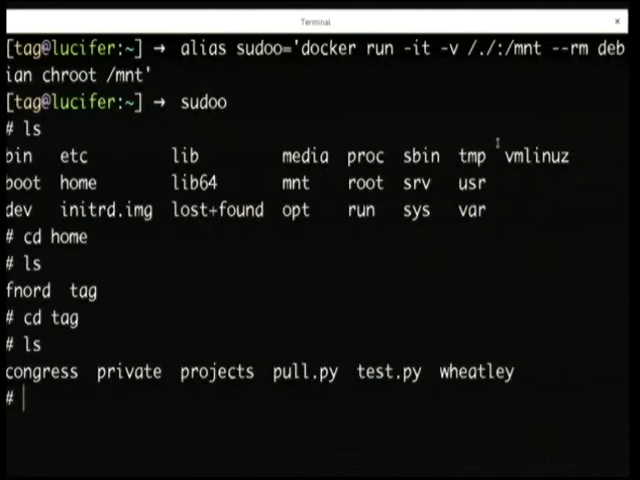 Terminal
[tag@lucifer:~] → alias sudoo='docker run -it -v /./:/mnt --rm deb
ian chroot /mnt'
[tag@lucifer:~] → sudoo
# ls
bin etc lib media proc sbin tmp vmlinuz
boot home lib64 mnt root srv usr
dev initrd.img lost+found opt run sys var
# cd home
# ls
fnord tag
# cd tag
# ls
congress private projects pull.py test.py wheatley
#